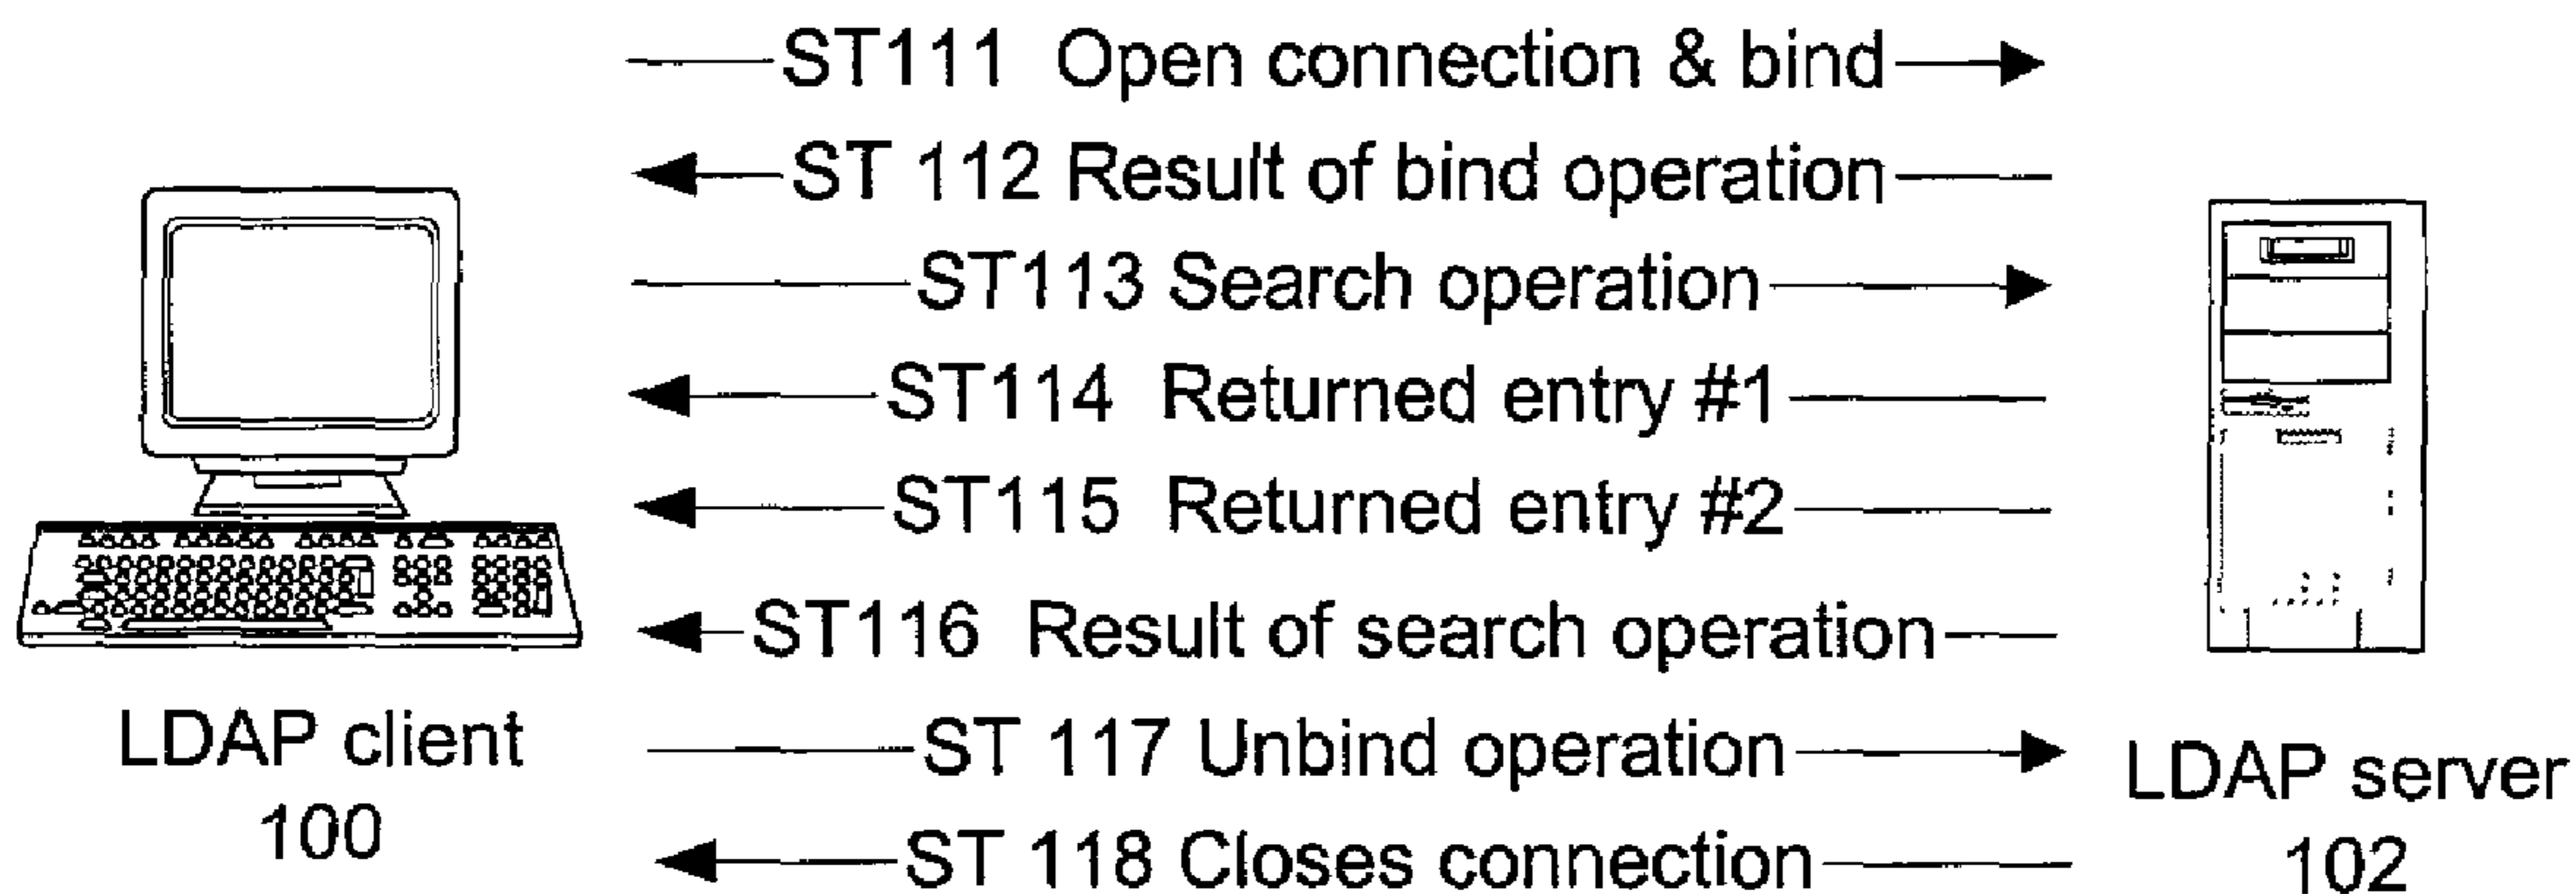 ST111 Open connection & bind
ST 112 Result of bind operation
ST113 Search operation
ST114 Returned entry #1
ST115 Returned entry #2
ST116 Result of search operation
ST 117 Unbind operation
ST 118 Closes connection
LDAP client
100
LDAP server
102